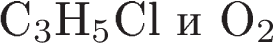 C₃H₅Cl и O₂